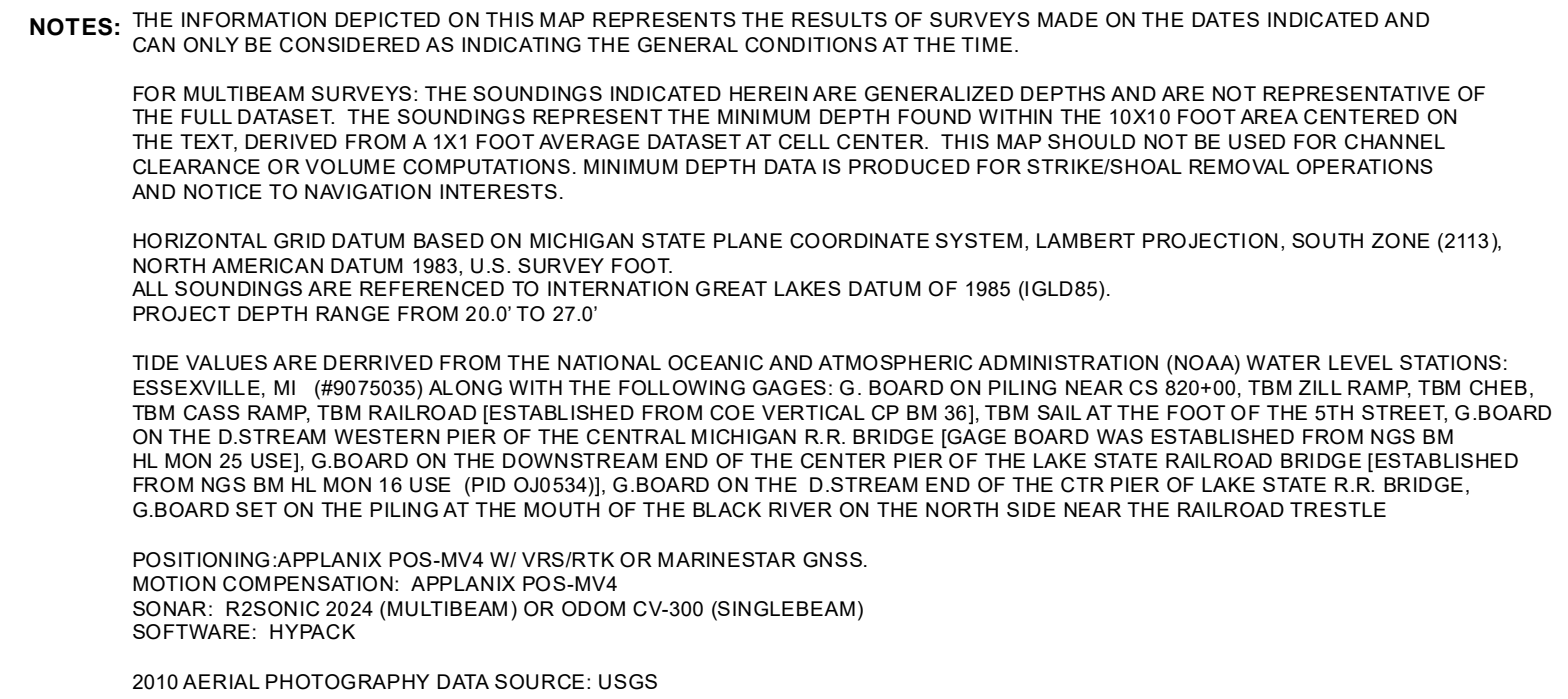 NOTES: THE INFORMATION DEPICTED ON THIS MAP REPRESENTS THE RESULTS OF SURVEYS MADE ON THE DATES INDICATED AND
CAN ONLY BE CONSIDERED AS INDICATING THE GENERAL CONDITIONS AT THE TIME.
FOR MULTIBEAM SURVEYS: THE SOUNDINGS INDICATED HEREIN ARE GENERALIZED DEPTHS AND ARE NOT REPRESENTATIVE OF
THE FULL DATASET. THE SOUNDINGS REPRESENT THE MINIMUM DEPTH FOUND WITHIN THE 10X10 FOOT AREA CENTERED ON
THE TEXT, DERIVED FROM A 1X1 FOOT AVERAGE DATASET AT CELL CENTER. THIS MAP SHOULD NOT BE USED FOR CHANNEL
CLEARANCE OR VOLUME COMPUTATIONS. MINIMUM DEPTH DATA IS PRODUCED FOR STRIKE/SHOAL REMOVAL OPERATIONS
AND NOTICE TO NAVIGATION INTERESTS.
HORIZONTAL GRID DATUM BASED ON MICHIGAN STATE PLANE COORDINATE SYSTEM, LAMBERT PROJECTION, SOUTH ZONE (2113),
NORTH AMERICAN DATUM 1983, U.S. SURVEY FOOT.
ALL SOUNDINGS ARE REFERENCED TO INTERNATION GREAT LAKES DATUM OF 1985 (IGLD85).
PROJECT DEPTH RANGE FROM 20.0’ TO 27.0’
TIDE VALUES ARE DERRIVED FROM THE NATIONAL OCEANIC AND ATMOSPHERIC ADMINISTRATION (NOAA) WATER LEVEL STATIONS:
ESSEXVILLE, MI (#9075035) ALONG WITH THE FOLLOWING GAGES: G. BOARD ON PILING NEAR CS 820+00, TBM ZILL RAMP, TBM CHEB,
TBM CASS RAMP, TBM RAILROAD [ESTABLISHED FROM COE VERTICAL CP BM 36], TBM SAIL AT THE FOOT OF THE 5TH STREET, G.BOARD
ON THE D.STREAM WESTERN PIER OF THE CENTRAL MICHIGAN R.R. BRIDGE [GAGE BOARD WAS ESTABLISHED FROM NGS BM
HL MON 25 USE], G.BOARD ON THE DOWNSTREAM END OF THE CENTER PIER OF THE LAKE STATE RAILROAD BRIDGE [ESTABLISHED
FROM NGS BM HL MON 16 USE (PID OJ0534)], G.BOARD ON THE D.STREAM END OF THE CTR PIER OF LAKE STATE R.R. BRIDGE,
G.BOARD SET ON THE PILING AT THE MOUTH OF THE BLACK RIVER ON THE NORTH SIDE NEAR THE RAILROAD TRESTLE
POSITIONING:APPLANIX POS-MV4 W/ VRS/RTK OR MARINESTAR GNSS.
MOTION COMPENSATION: APPLANIX POS-MV4
SONAR: R2SONIC 2024 (MULTIBEAM) OR ODOM CV-300 (SINGLEBEAM)
SOFTWARE: HYPACK
2010 AERIAL PHOTOGRAPHY DATA SOURCE: USGS